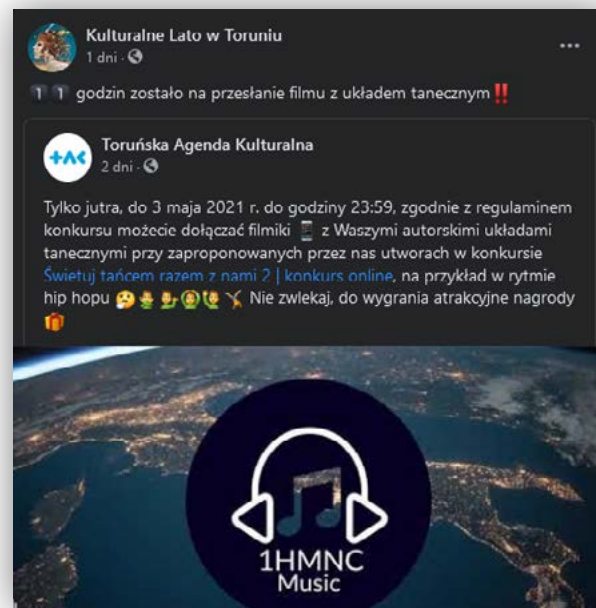 Kulturalne Lato w Toruniu
1 dni ·
1 1 godzin zostało na przesłanie filmu z układem tanecznym‼
+ΛK
Toruńska Agenda Kulturalna
2 dni ·
Tylko jutra, do 3 maja 2021 r. do godziny 23:59, zgodnie z regulaminem
konkursu możecie dołączać filmiki 📱 z Waszymi autorskimi układami
tanecznymi przy zaproponowanych przez nas utworach w konkursie
Świetuj tańcem razem z nami 2 | konkurs online, na przykład w rytmie
hip hopu Nie zwlekaj, do wygrania atrakcyjne nagrody
🎁
1HMNC
Music